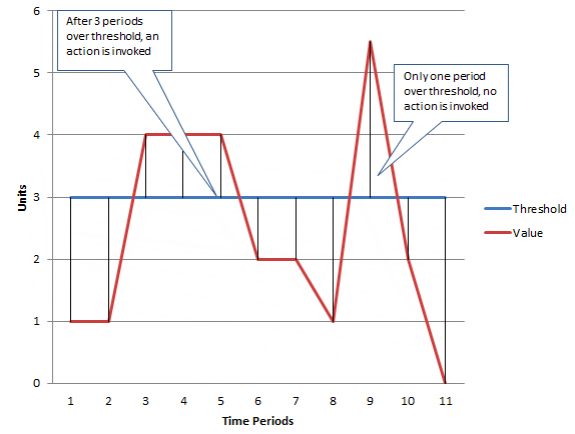 6
After 3 periods
over threshold, an
action is invoked
5
Only one period
over threshold, no
action is invoked
4
3
Units
Threshold
Value
2
1
0
1 2 3 4 5 6 7 8 9 10 11
Time Periods